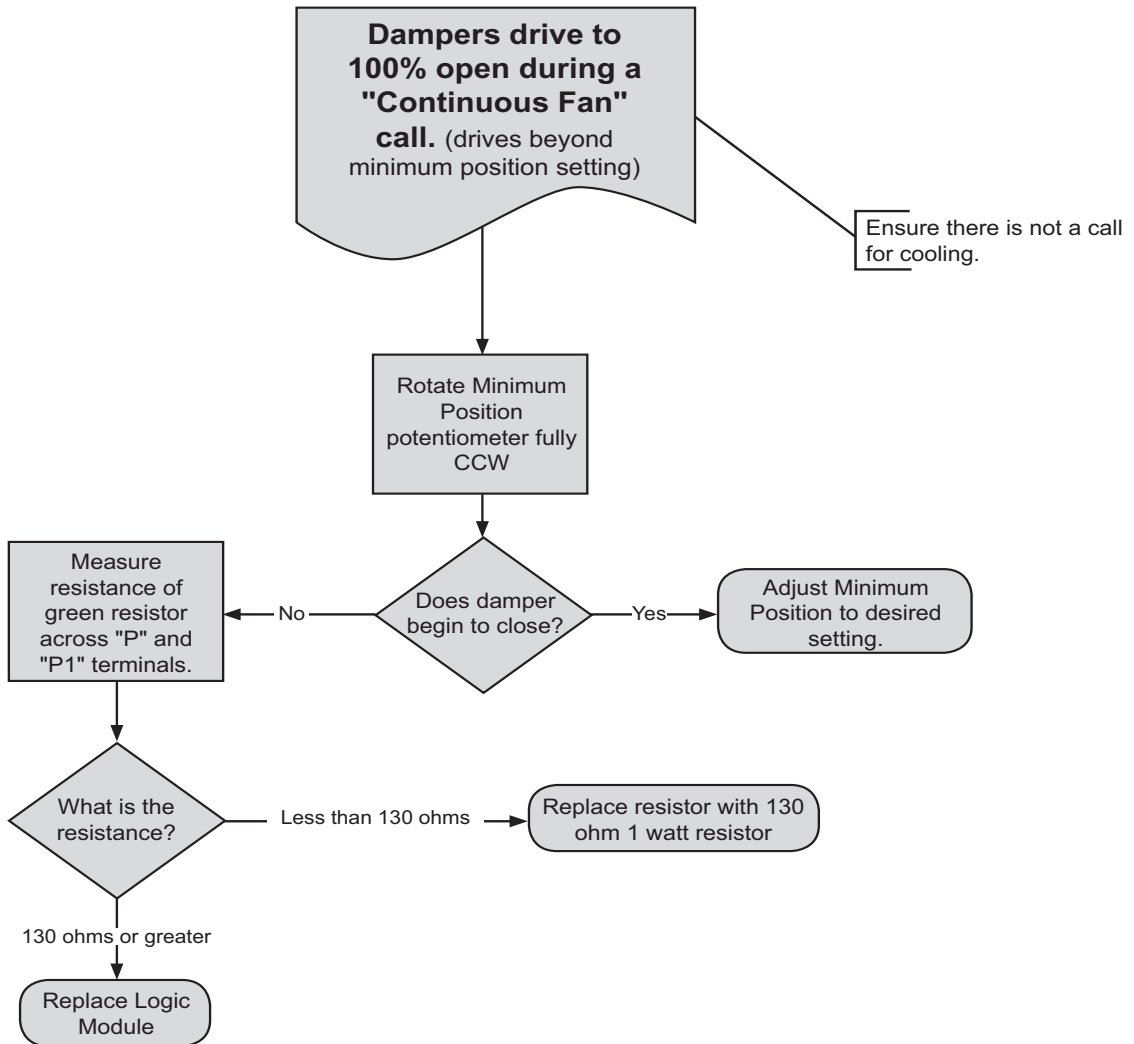 Dampers drive to
100% open during a
"Continuous Fan"
call. (drives beyond
minimum position setting)
Ensure there is not a call
for cooling.
Rotate Minimum
Position
potentiometer fully
CCW
Does damper
begin to close?
Yes
Adjust Minimum
Position to desired
setting.
No
Measure
resistance of
green resistor
across "P" and
"P1" terminals.
What is the
resistance?
Less than 130 ohms
Replace resistor with 130
ohm 1 watt resistor
130 ohms or greater
Replace Logic
Module